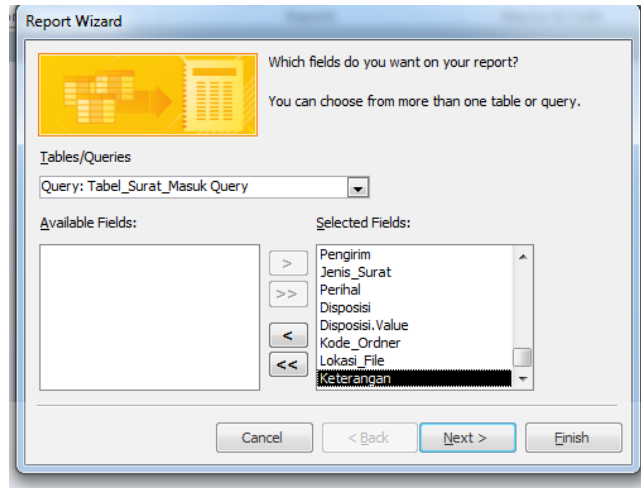 Report Wizard
Which fields do you want on your report?
You can choose from more than one table or query.
Tables/Queries
Query: Tabel_Surat_Masuk Query
Available Fields:
Selected Fields:
>
>>
<
<<
Pengirim
Jenis_Surat
Perihal
Disposisi
Disposisi.Value
Kode_Ordner
Lokasi_File
Keterangan
Cancel
< Back
Next >
Finish